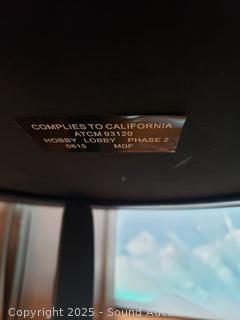 COMPLIES TO CALIFORNIA
ATCM 93120
HOBBY LOBBY PHASE 2
0615 MDF
Copyright 2025 - Sound Auc